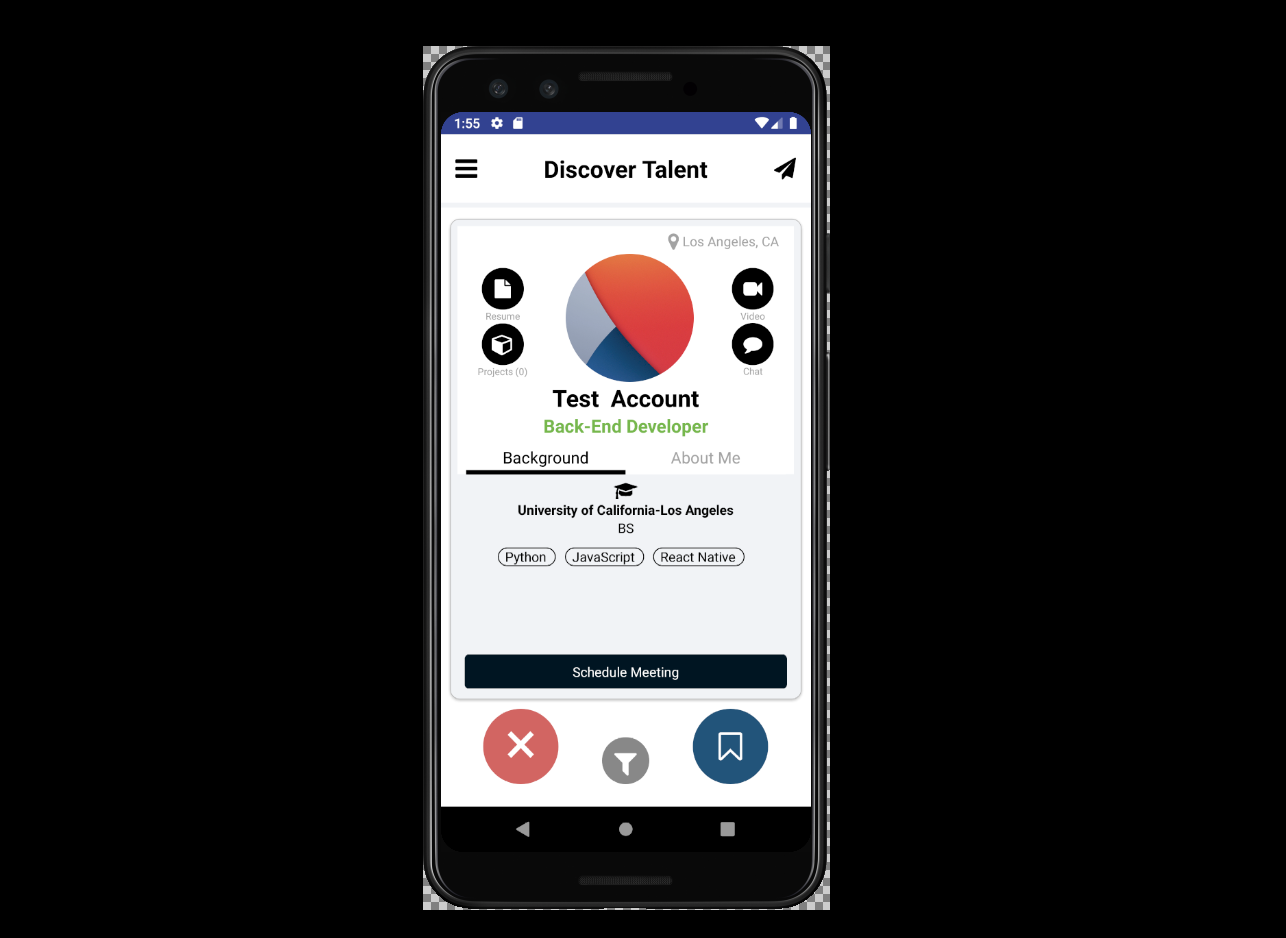 1:55
Discover Talent
Los Angeles, CA
Resume
Video
Projects (0)
Chat
Test Account
Back-End Developer
Background About Me
University of California-Los Angeles
BS
Python JavaScript React Native
Schedule Meeting